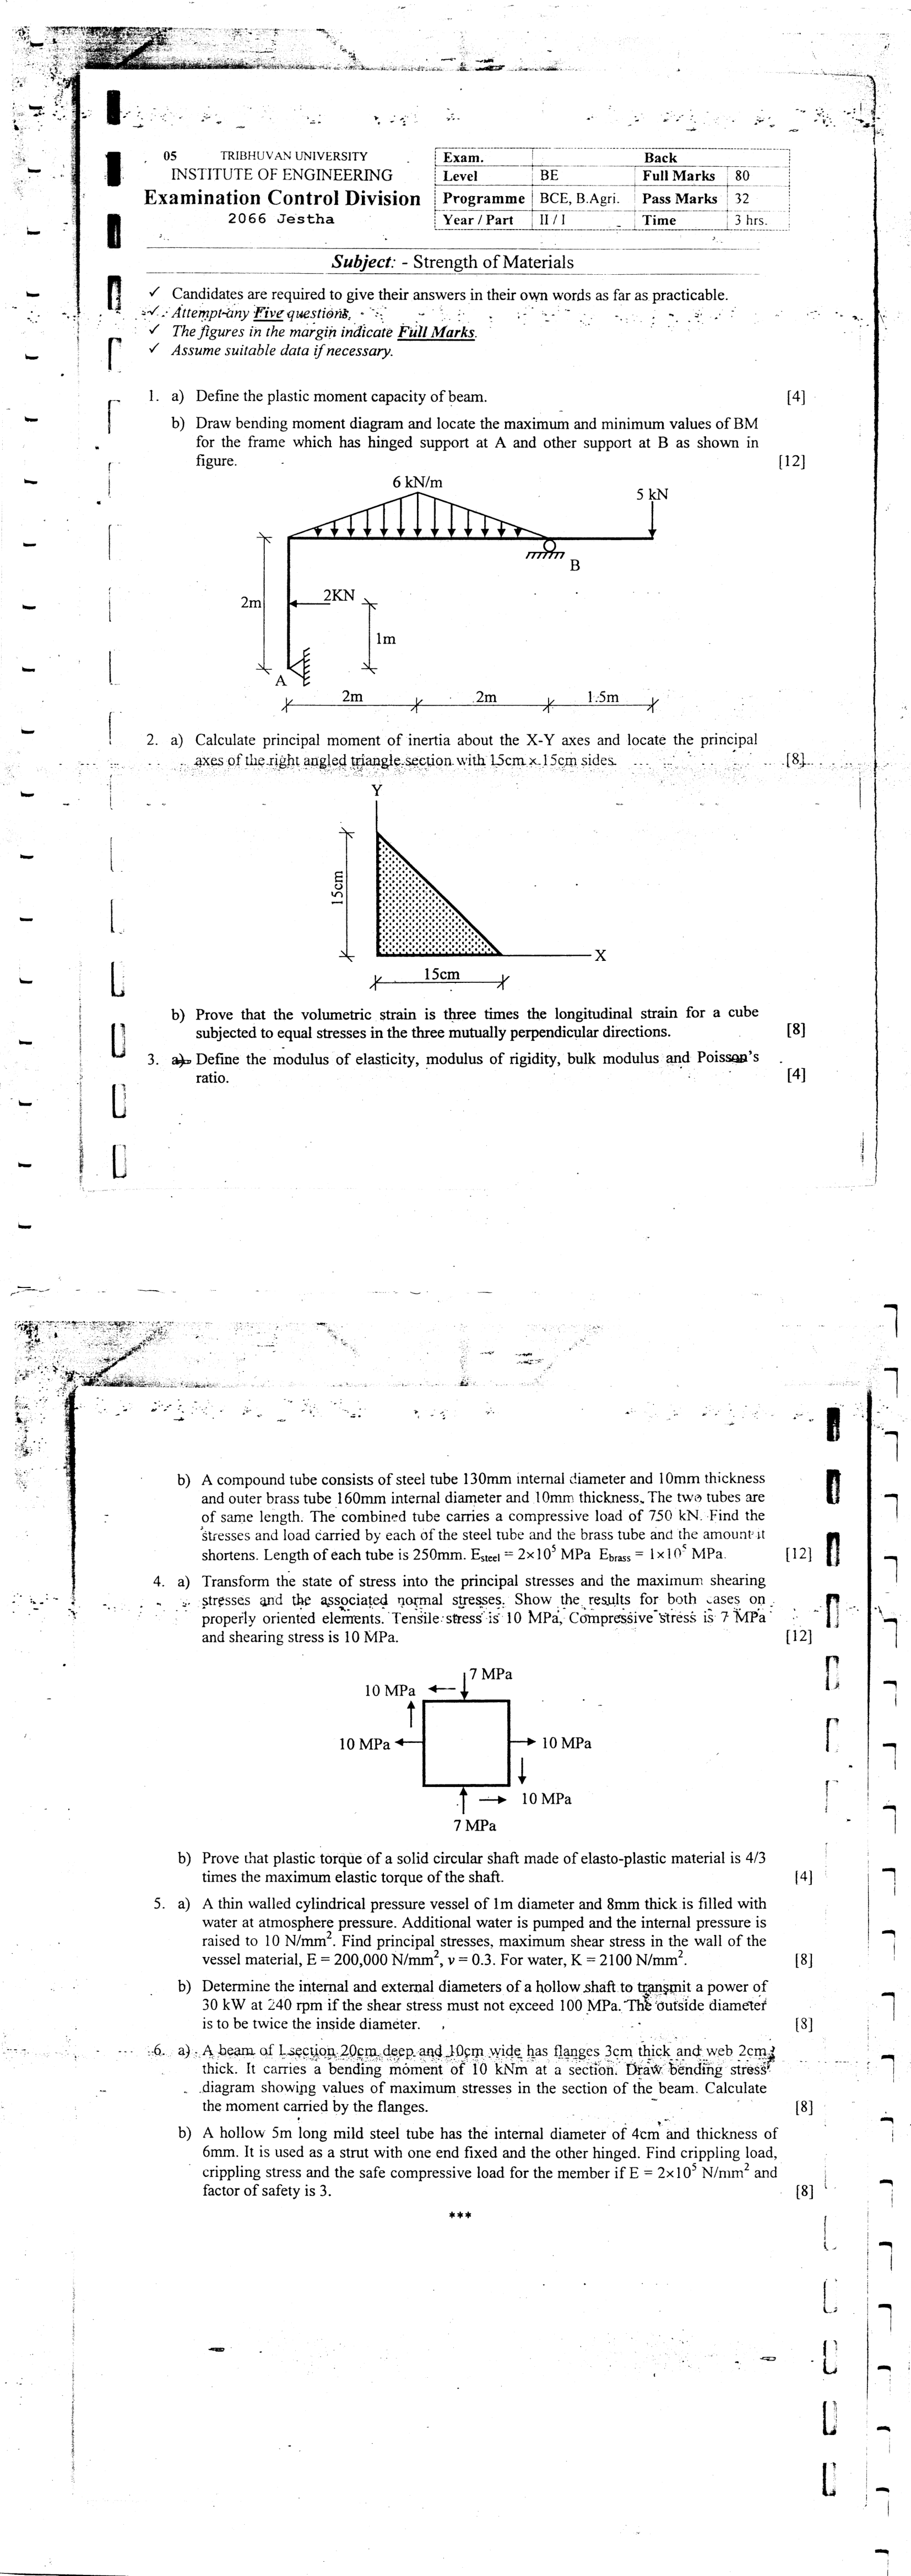 05 TRIBHUVAN UNIVERSITY
INSTITUTE OF ENGINEERING
Examination Control Division
2066 Jestha
Exam. Back
Level BE Full Marks 80
Programme BCE, B.Agri. Pass Marks 32
Year / Part II / I Time 3 hrs.
Subject: - Strength of Materials
✓ Candidates are required to give their answers in their own words as far as practicable.
✓ Attempt any Five questions.
✓ The figures in the margin indicate Full Marks.
✓ Assume suitable data if necessary.
1. a) Define the plastic moment capacity of beam. [4]
b) Draw bending moment diagram and locate the maximum and minimum values of BM
for the frame which has hinged support at A and other support at B as shown in
figure. [12]
6 kN/m
5 kN
B
2m
2KN
1m
A
2m 2m 1.5m
2. a) Calculate principal moment of inertia about the X-Y axes and locate the principal
axes of the right angled triangle section with 15cm × 15cm sides. [8]
Y
15cm
X
15cm
b) Prove that the volumetric strain is three times the longitudinal strain for a cube
subjected to equal stresses in the three mutually perpendicular directions. [8]
3. a) Define the modulus of elasticity, modulus of rigidity, bulk modulus and Poisson's
ratio. [4]
b) A compound tube consists of steel tube 130mm internal diameter and 10mm thickness
and outer brass tube 160mm internal diameter and 10mm thickness. The two tubes are
of same length. The combined tube carries a compressive load of 750 kN. Find the
stresses and load carried by each of the steel tube and the brass tube and the amount it
shortens. Length of each tube is 250mm. Esteel = 2×10⁵ MPa Ebrass = 1×10⁵ MPa. [12]
4. a) Transform the state of stress into the principal stresses and the maximum shearing
stresses and the associated normal stresses. Show the results for both cases on
properly oriented elements. Tensile stress is 10 MPa, Compressive stress is 7 MPa
and shearing stress is 10 MPa. [12]
7 MPa
10 MPa
10 MPa 10 MPa
10 MPa
7 MPa
b) Prove that plastic torque of a solid circular shaft made of elasto-plastic material is 4/3
times the maximum elastic torque of the shaft. [4]
5. a) A thin walled cylindrical pressure vessel of 1m diameter and 8mm thick is filled with
water at atmosphere pressure. Additional water is pumped and the internal pressure is
raised to 10 N/mm². Find principal stresses, maximum shear stress in the wall of the
vessel material, E = 200,000 N/mm², ν = 0.3. For water, K = 2100 N/mm². [8]
b) Determine the internal and external diameters of a hollow shaft to transmit a power of
30 kW at 240 rpm if the shear stress must not exceed 100 MPa. The outside diameter
is to be twice the inside diameter. [8]
6. a) A beam of I section 20cm deep and 10cm wide has flanges 3cm thick and web 2cm
thick. It carries a bending moment of 10 kNm at a section. Draw bending stress
diagram showing values of maximum stresses in the section of the beam. Calculate
the moment carried by the flanges. [8]
b) A hollow 5m long mild steel tube has the internal diameter of 4cm and thickness of
6mm. It is used as a strut with one end fixed and the other hinged. Find crippling load,
crippling stress and the safe compressive load for the member if E = 2×10⁵ N/mm² and
factor of safety is 3. [8]
***